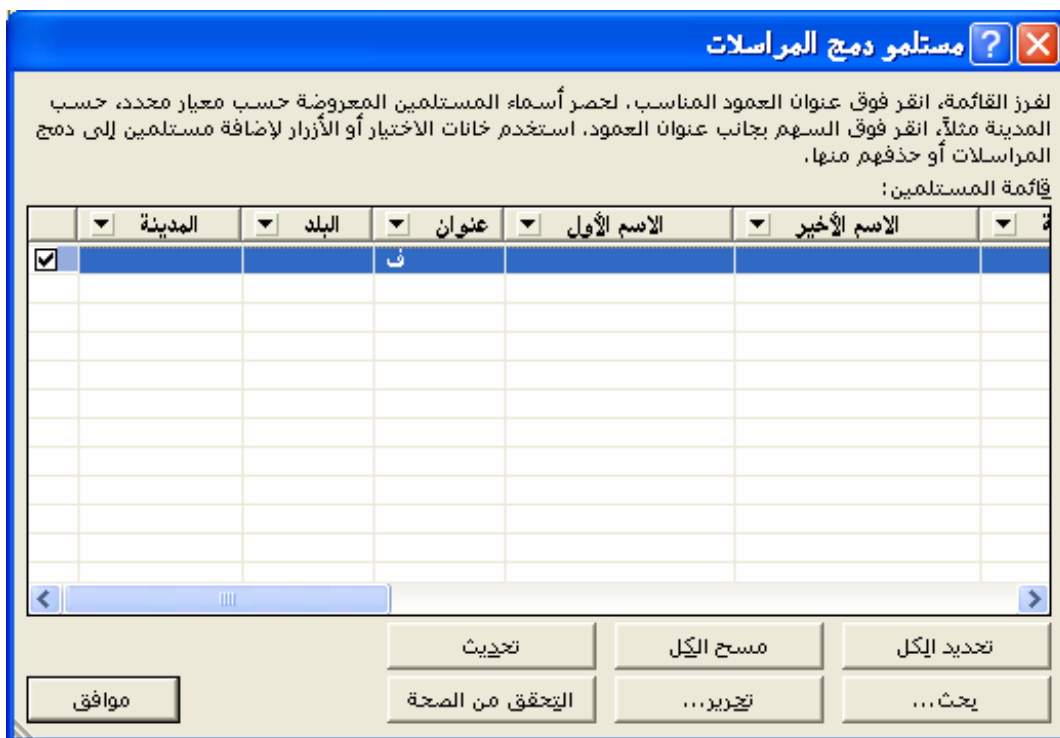 مستلمو دمج المراسلات
لفرز القائمة، انقر فوق عنوان العمود المناسب. لحصر أسماء المستلمين المعروضة حسب معيار محدد، حسب
المدينة مثلاً، انقر فوق السهم بجانب عنوان العمود. استخدم خانات الاختيار أو الأزرار لإضافة مستلمين إلى دمج
المراسلات أو حذفهم منها.
قائمة المستلمين:
الاسم الأخير الاسم الأول عنوان البلد المدينة
ف
تحديد الكل مسح الكل تحديث
بحث... تحرير... التحقق من الصحة موافق